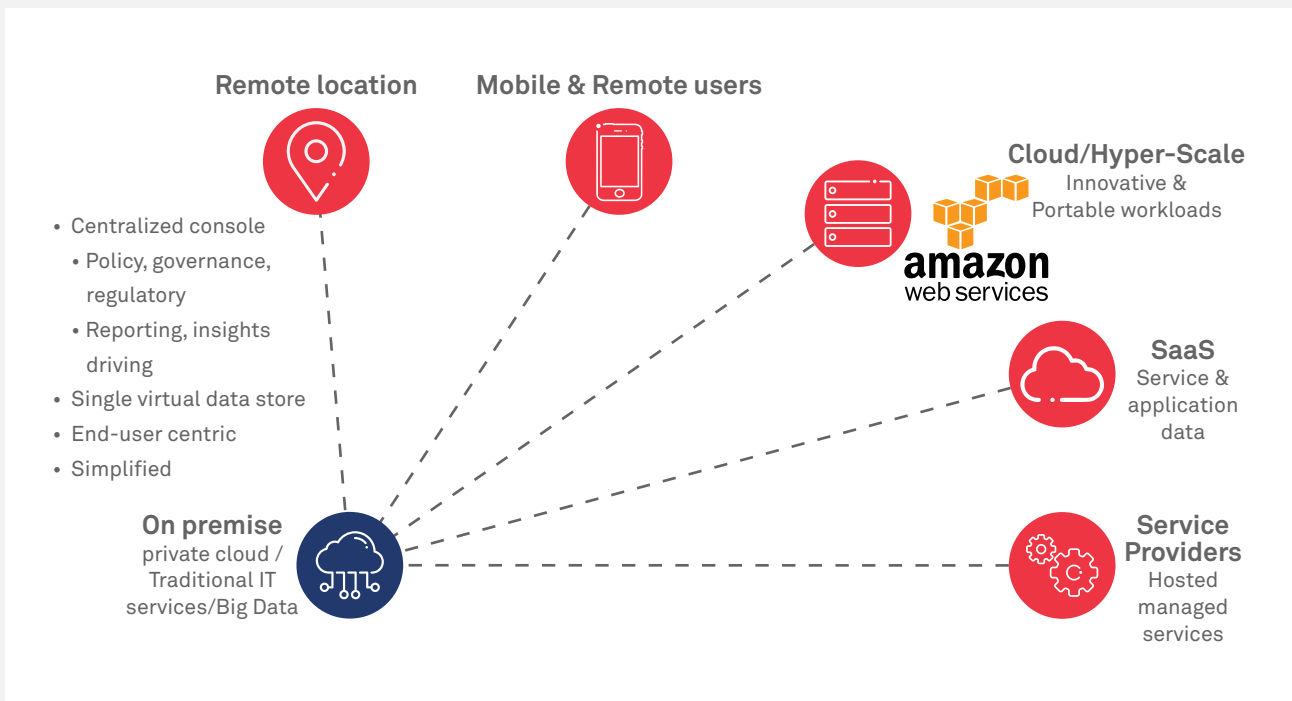 Remote location
Mobile & Remote users
Cloud/Hyper-Scale
Innovative &
Portable workloads
amazon
web services
• Centralized console
• Policy, governance,
regulatory
• Reporting, insights
driving
• Single virtual data store
• End-user centric
• Simplified
SaaS
Service &
application
data
On premise
private cloud /
Traditional IT
services/Big Data
Service
Providers
Hosted
managed
services